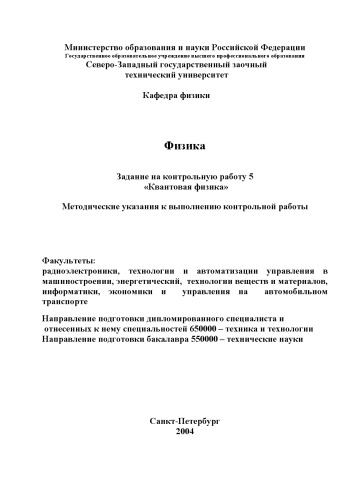 Министерство образования и науки Российской Федерации
Государственное образовательное учреждение высшего профессионального образования
Северо-Западный государственный заочный
технический университет
Кафедра физики
Физика
Задание на контрольную работу 5
«Квантовая физика»
Методические указания к выполнению контрольной работы
Факультеты:
радиоэлектроники, технологии и автоматизации управления в
машиностроении, энергетический, технологии веществ и материалов,
информатики, экономики и управления на автомобильном
транспорте
Направление подготовки дипломированного специалиста и
отнесенных к нему специальностей 650000 – техника и технологии
Направление подготовки бакалавра 550000 – технические науки
Санкт-Петербург
2004